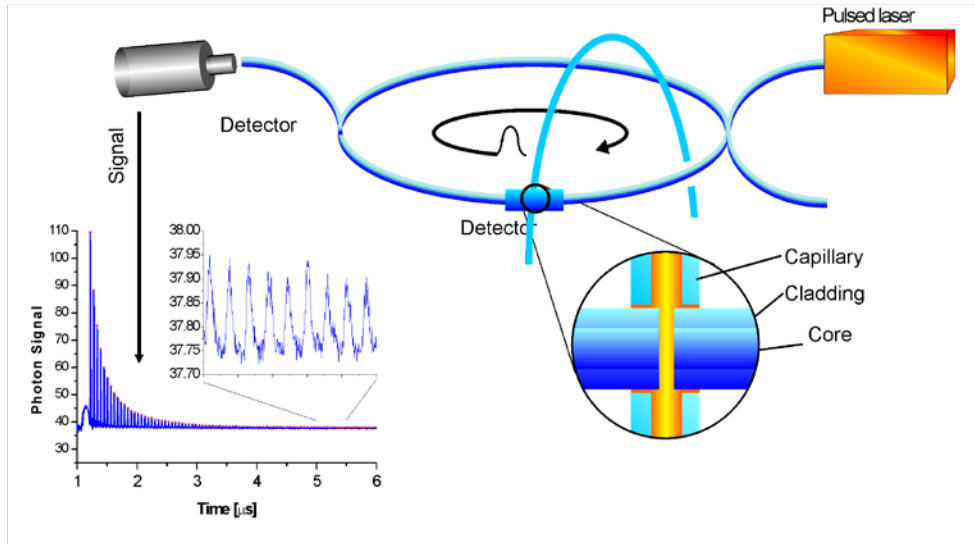 Pulsed laser
Detector
Signal
Detector
Capillary
Cladding
Core
110
100
90
80
70
60
50
40
30
Photon Signal
38.00
37.95
37.90
37.85
37.80
37.75
37.70
1 2 3 4 5 6
Time [μs]